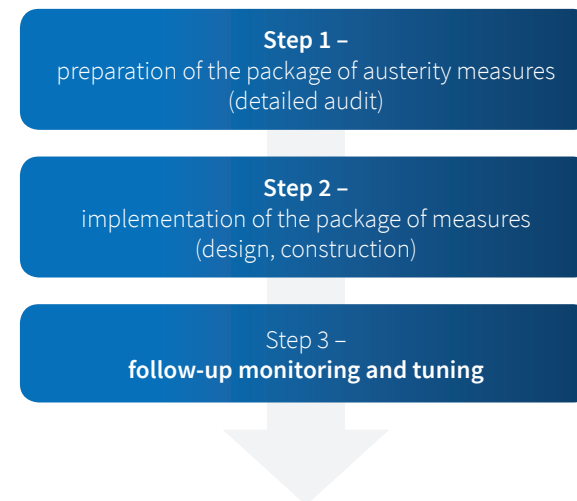 Step 1 –
preparation of the package of austerity measures
(detailed audit)
Step 2 –
implementation of the package of measures
(design, construction)
Step 3 –
follow-up monitoring and tuning